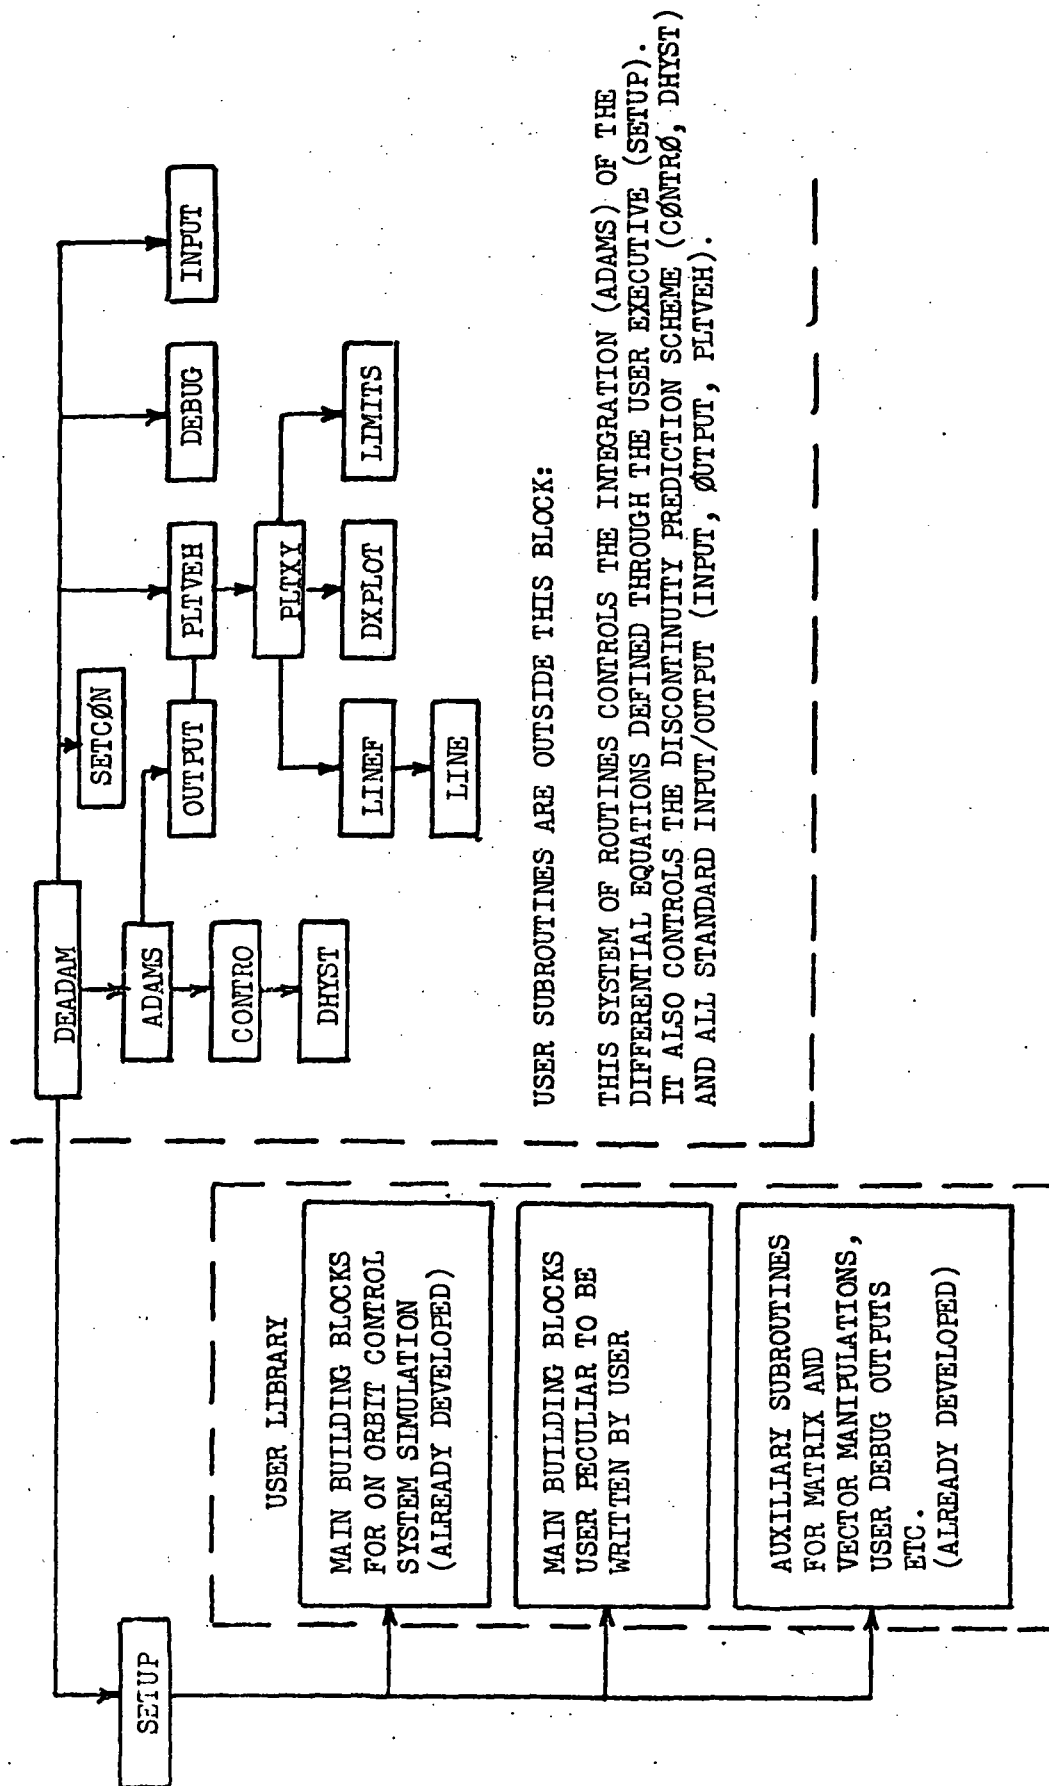 DEADAM
SETUP
ADAMS
SETCØN
CONTRO
OUTPUT
PLTVEH
DEBUG
INPUT
DHYST
PLTXY
LINEF
DXPLOT
LIMITS
LINE
USER LIBRARY
MAIN BUILDING BLOCKS
FOR ON ORBIT CONTROL
SYSTEM SIMULATION
(ALREADY DEVELOPED)
MAIN BUILDING BLOCKS
USER PECULIAR TO BE
WRITTEN BY USER
AUXILIARY SUBROUTINES
FOR MATRIX AND
VECTOR MANIPULATIONS,
USER DEBUG OUTPUTS
ETC.
(ALREADY DEVELOPED)
USER SUBROUTINES ARE OUTSIDE THIS BLOCK:
THIS SYSTEM OF ROUTINES CONTROLS THE INTEGRATION (ADAMS) OF THE
DIFFERENTIAL EQUATIONS DEFINED THROUGH THE USER EXECUTIVE (SETUP).
IT ALSO CONTROLS THE DISCONTINUITY PREDICTION SCHEME (CØNTRØ, DHYST)
AND ALL STANDARD INPUT/OUTPUT (INPUT, ØUTPUT, PLTVEH).